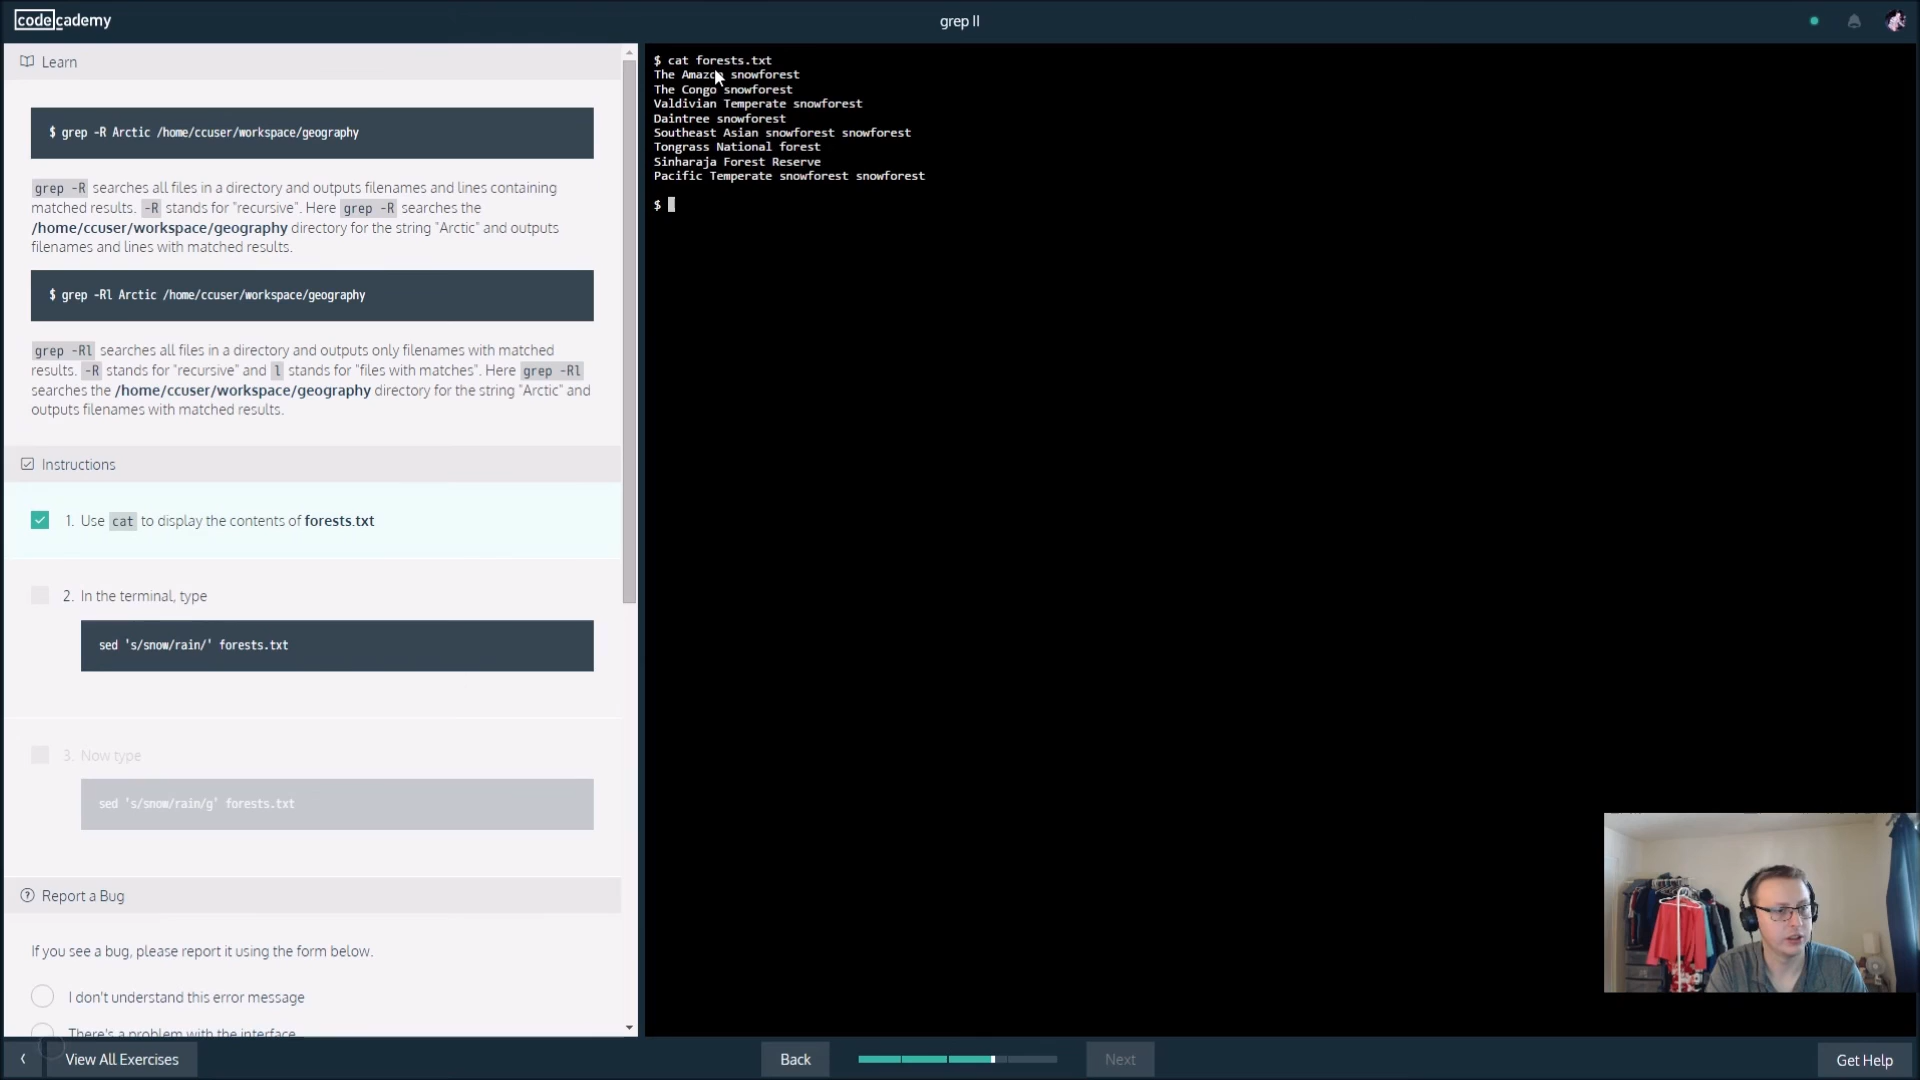 codecademy
grep II
Learn
$ grep -R Arctic /home/ccuser/workspace/geography
grep -R searches all files in a directory and outputs filenames and lines containing
matched results. -R stands for "recursive". Here grep -R searches the
/home/ccuser/workspace/geography directory for the string "Arctic" and outputs
filenames and lines with matched results.
$ grep -Rl Arctic /home/ccuser/workspace/geography
grep -Rl searches all files in a directory and outputs only filenames with matched
results. -R stands for "recursive" and l stands for "files with matches". Here grep -Rl
searches the /home/ccuser/workspace/geography directory for the string "Arctic" and
outputs filenames with matched results.
Instructions
1. Use cat to display the contents of forests.txt
2. In the terminal, type
sed 's/snow/rain/' forests.txt
3. Now type
sed 's/snow/rain/g' forests.txt
Report a Bug
If you see a bug, please report it using the form below.
I don't understand this error message
There's a problem with the interface
$ cat forests.txt
The Amazon snowforest
The Congo snowforest
Valdivian Temperate snowforest
Daintree snowforest
Southeast Asian snowforest snowforest
Tongrass National forest
Sinharaja Forest Reserve
Pacific Temperate snowforest snowforest
$
View All Exercises
Back
Next
Get Help